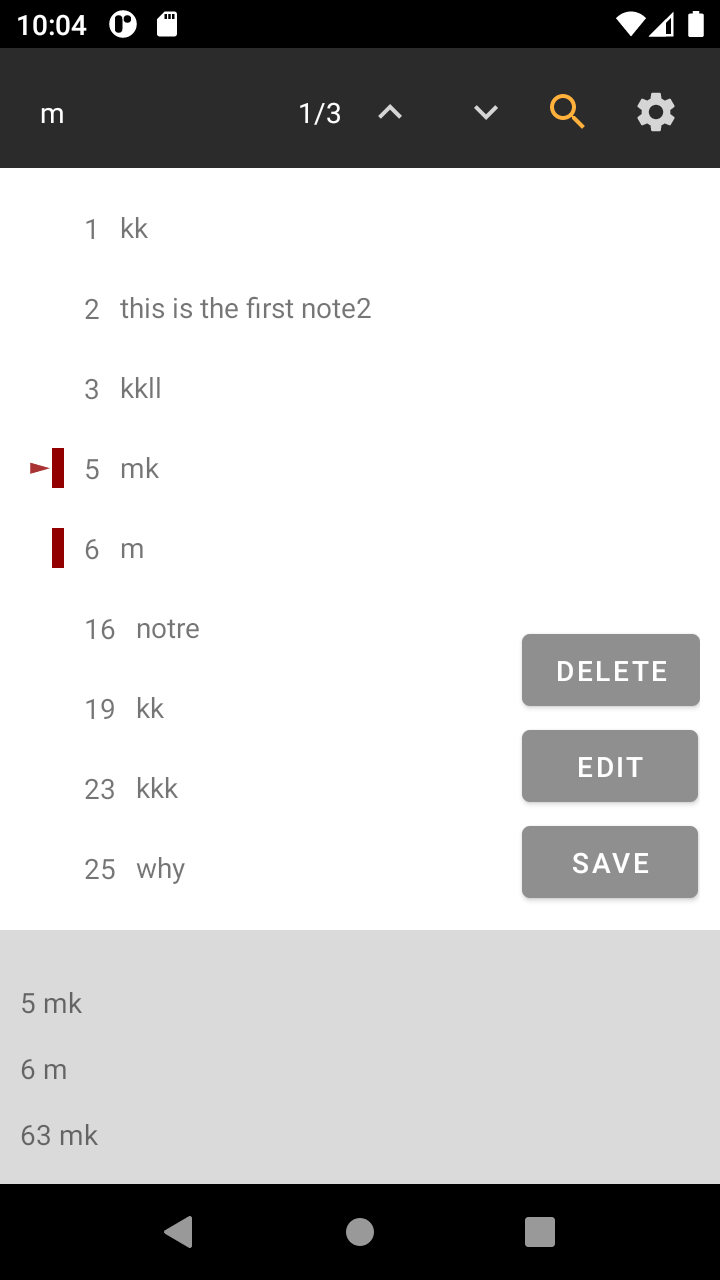 10:04
m 1/3
1 kk
2 this is the first note2
3 kkll
5 mk
6 m
16 notre
19 kk
23 kkk
25 why
DELETE
EDIT
SAVE
5 mk
6 m
63 mk